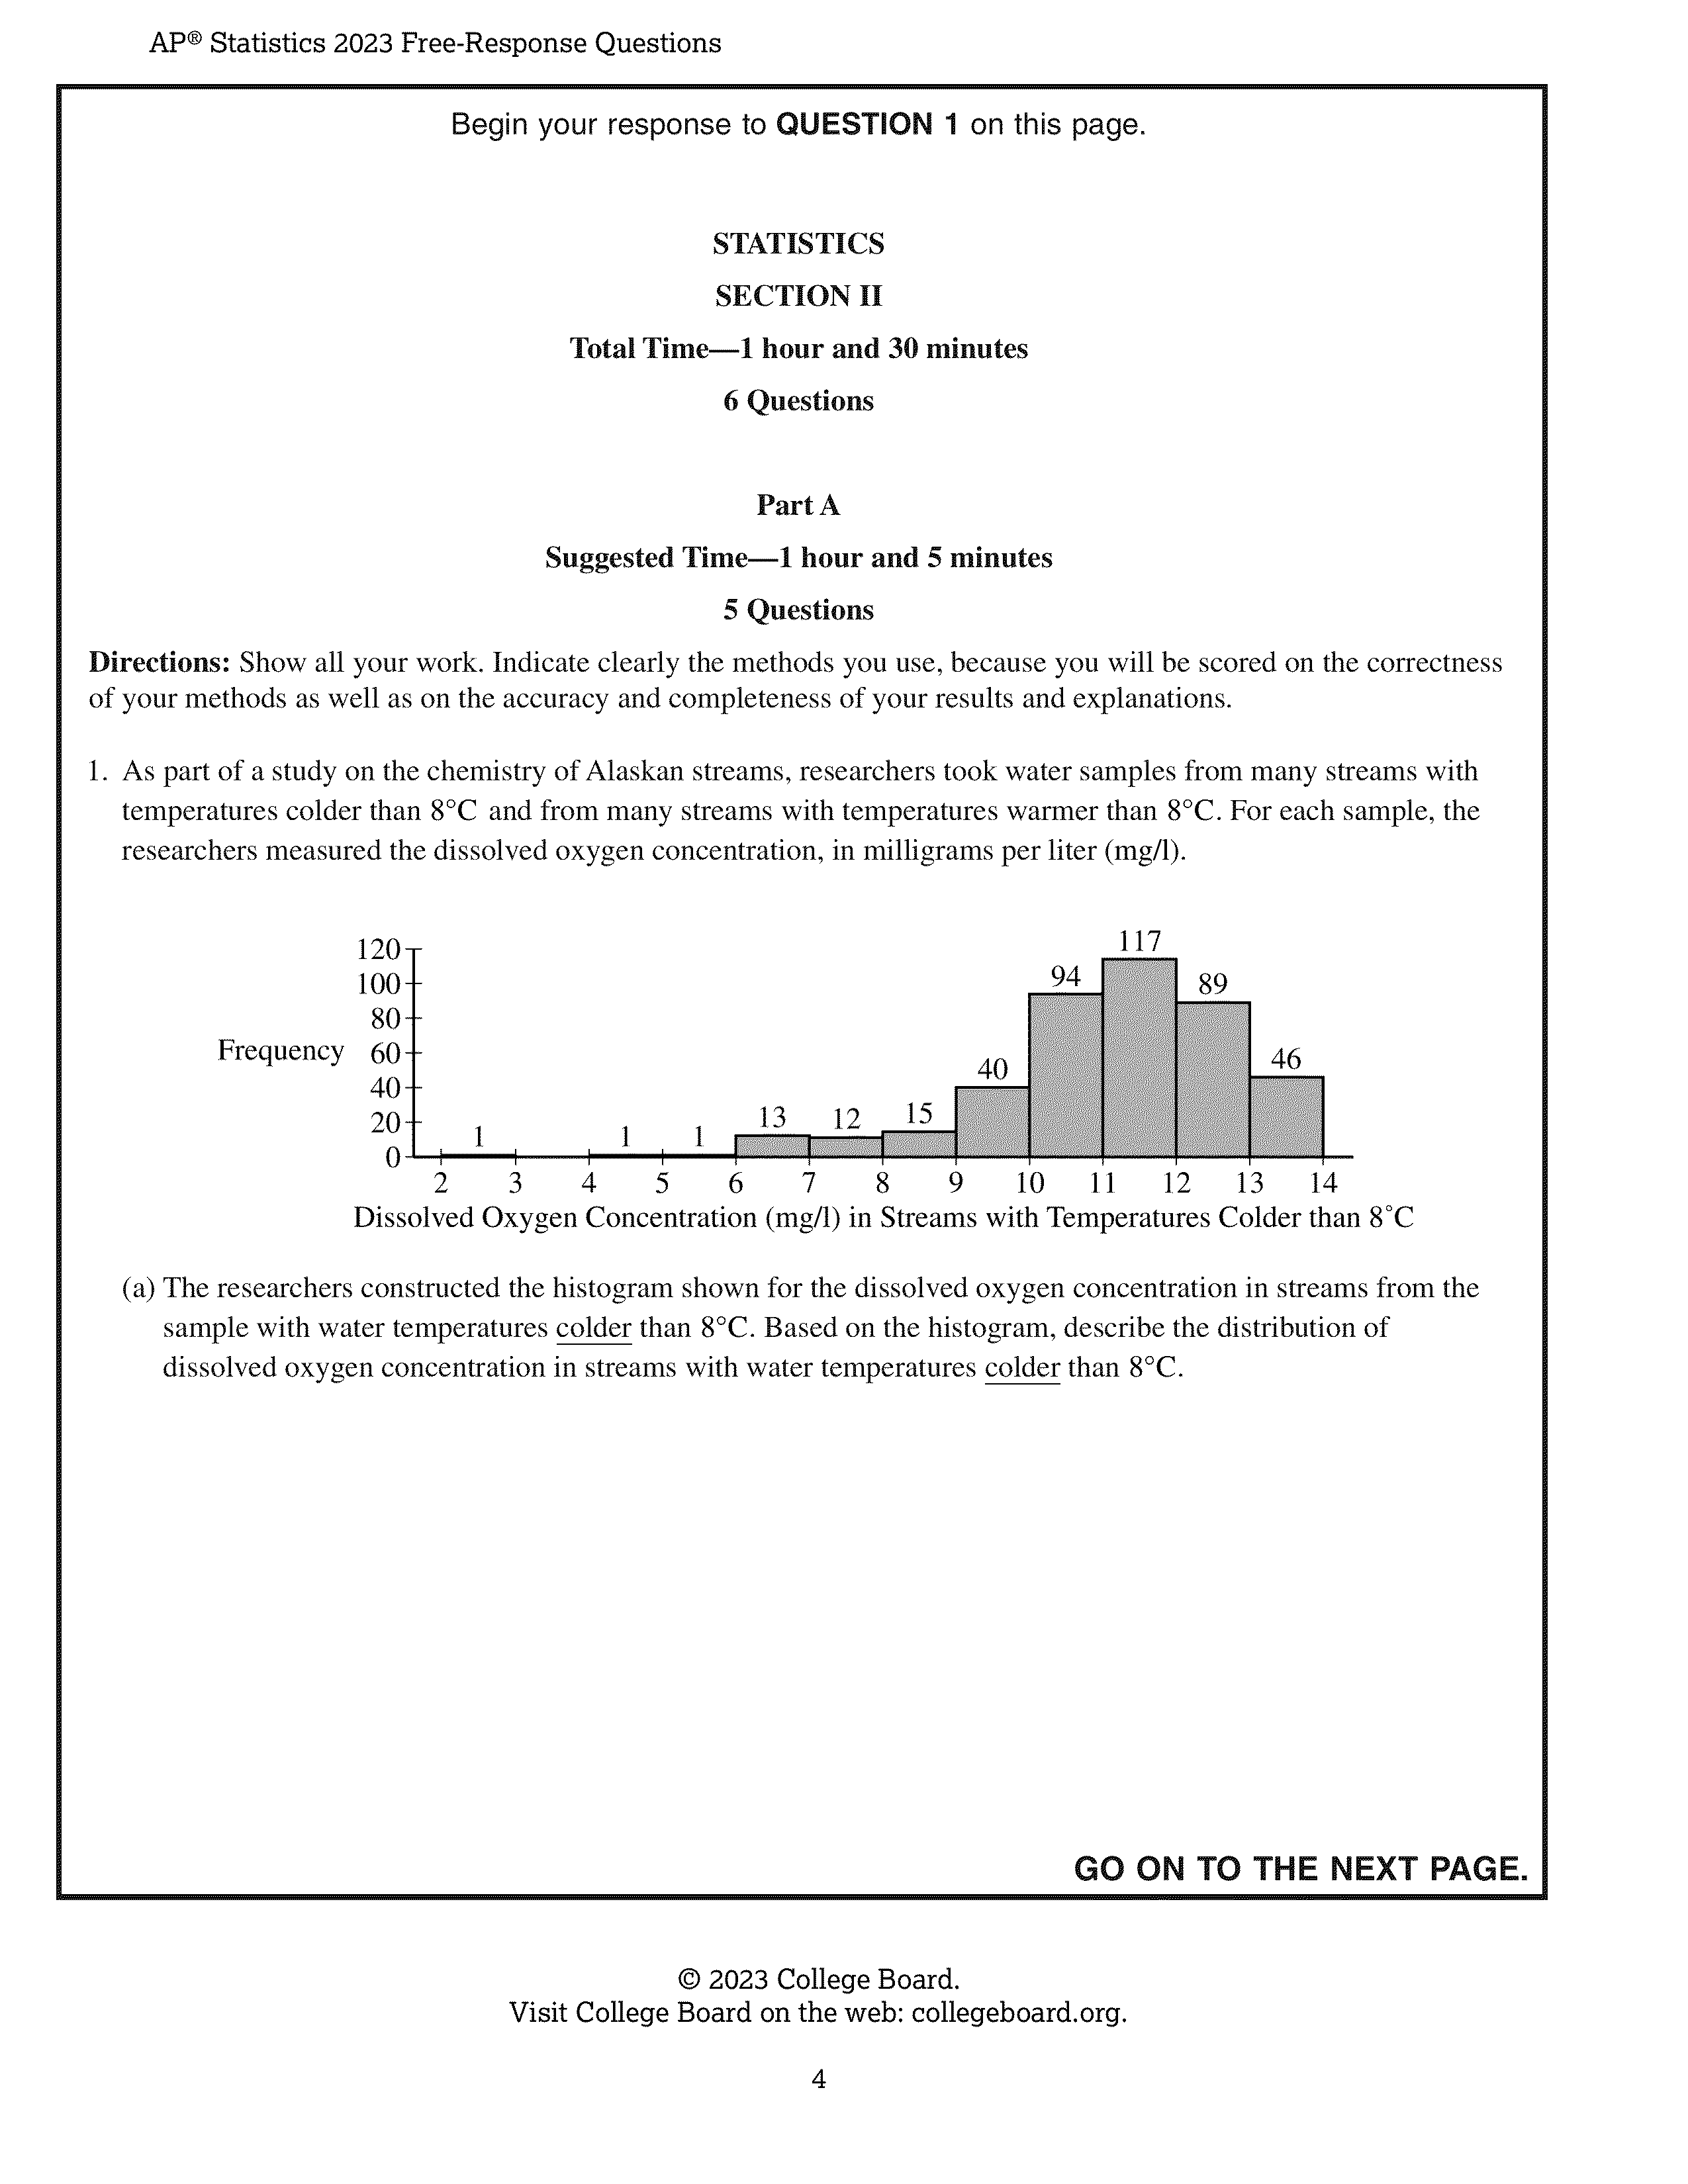 AP® Statistics 2023 Free-Response Questions
Begin your response to QUESTION 1 on this page.
STATISTICS
SECTION II
Total Time—1 hour and 30 minutes
6 Questions
Part A
Suggested Time—1 hour and 5 minutes
5 Questions
Directions: Show all your work. Indicate clearly the methods you use, because you will be scored on the correctness
of your methods as well as on the accuracy and completeness of your results and explanations.
1. As part of a study on the chemistry of Alaskan streams, researchers took water samples from many streams with
temperatures colder than 8°C and from many streams with temperatures warmer than 8°C. For each sample, the
researchers measured the dissolved oxygen concentration, in milligrams per liter (mg/l).
117
120
94
100
89
80
Frequency 60
46
40
40
20
13 12 15
1 1 1
0
2 3 4 5 6 7 8 9 10 11 12 13 14
Dissolved Oxygen Concentration (mg/l) in Streams with Temperatures Colder than 8°C
(a) The researchers constructed the histogram shown for the dissolved oxygen concentration in streams from the
sample with water temperatures colder than 8°C. Based on the histogram, describe the distribution of
dissolved oxygen concentration in streams with water temperatures colder than 8°C.
GO ON TO THE NEXT PAGE.
© 2023 College Board.
Visit College Board on the web: collegeboard.org.
4